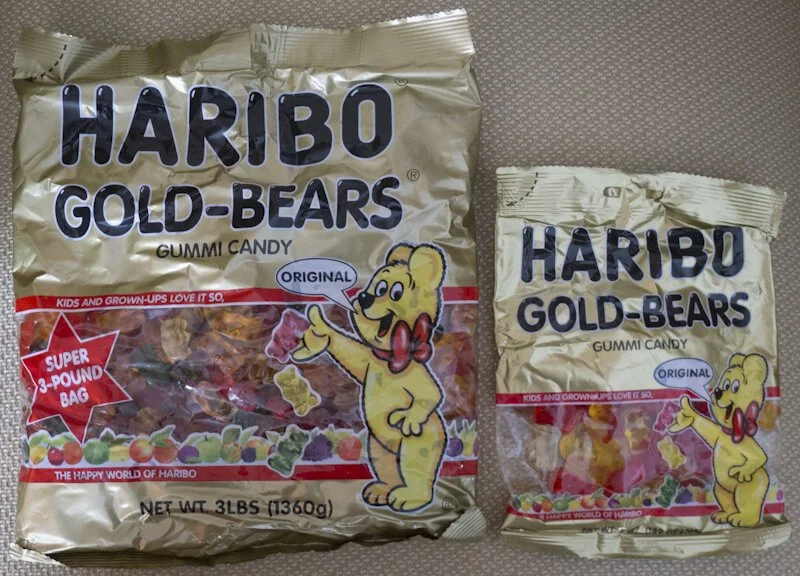 HARIBO®
GOLD-BEARS®
GUMMI CANDY
ORIGINAL
KIDS AND GROWN-UPS LOVE IT SO,
SUPER
3-POUND
BAG
THE HAPPY WORLD OF HARIBO
NET WT. 3LBS (1360g)
HARIBO
GOLD-BEARS®
GUMMI CANDY
ORIGINAL
KIDS AND GROWN-UPS LOVE IT SO,
HAPPY WORLD OF HARIBO